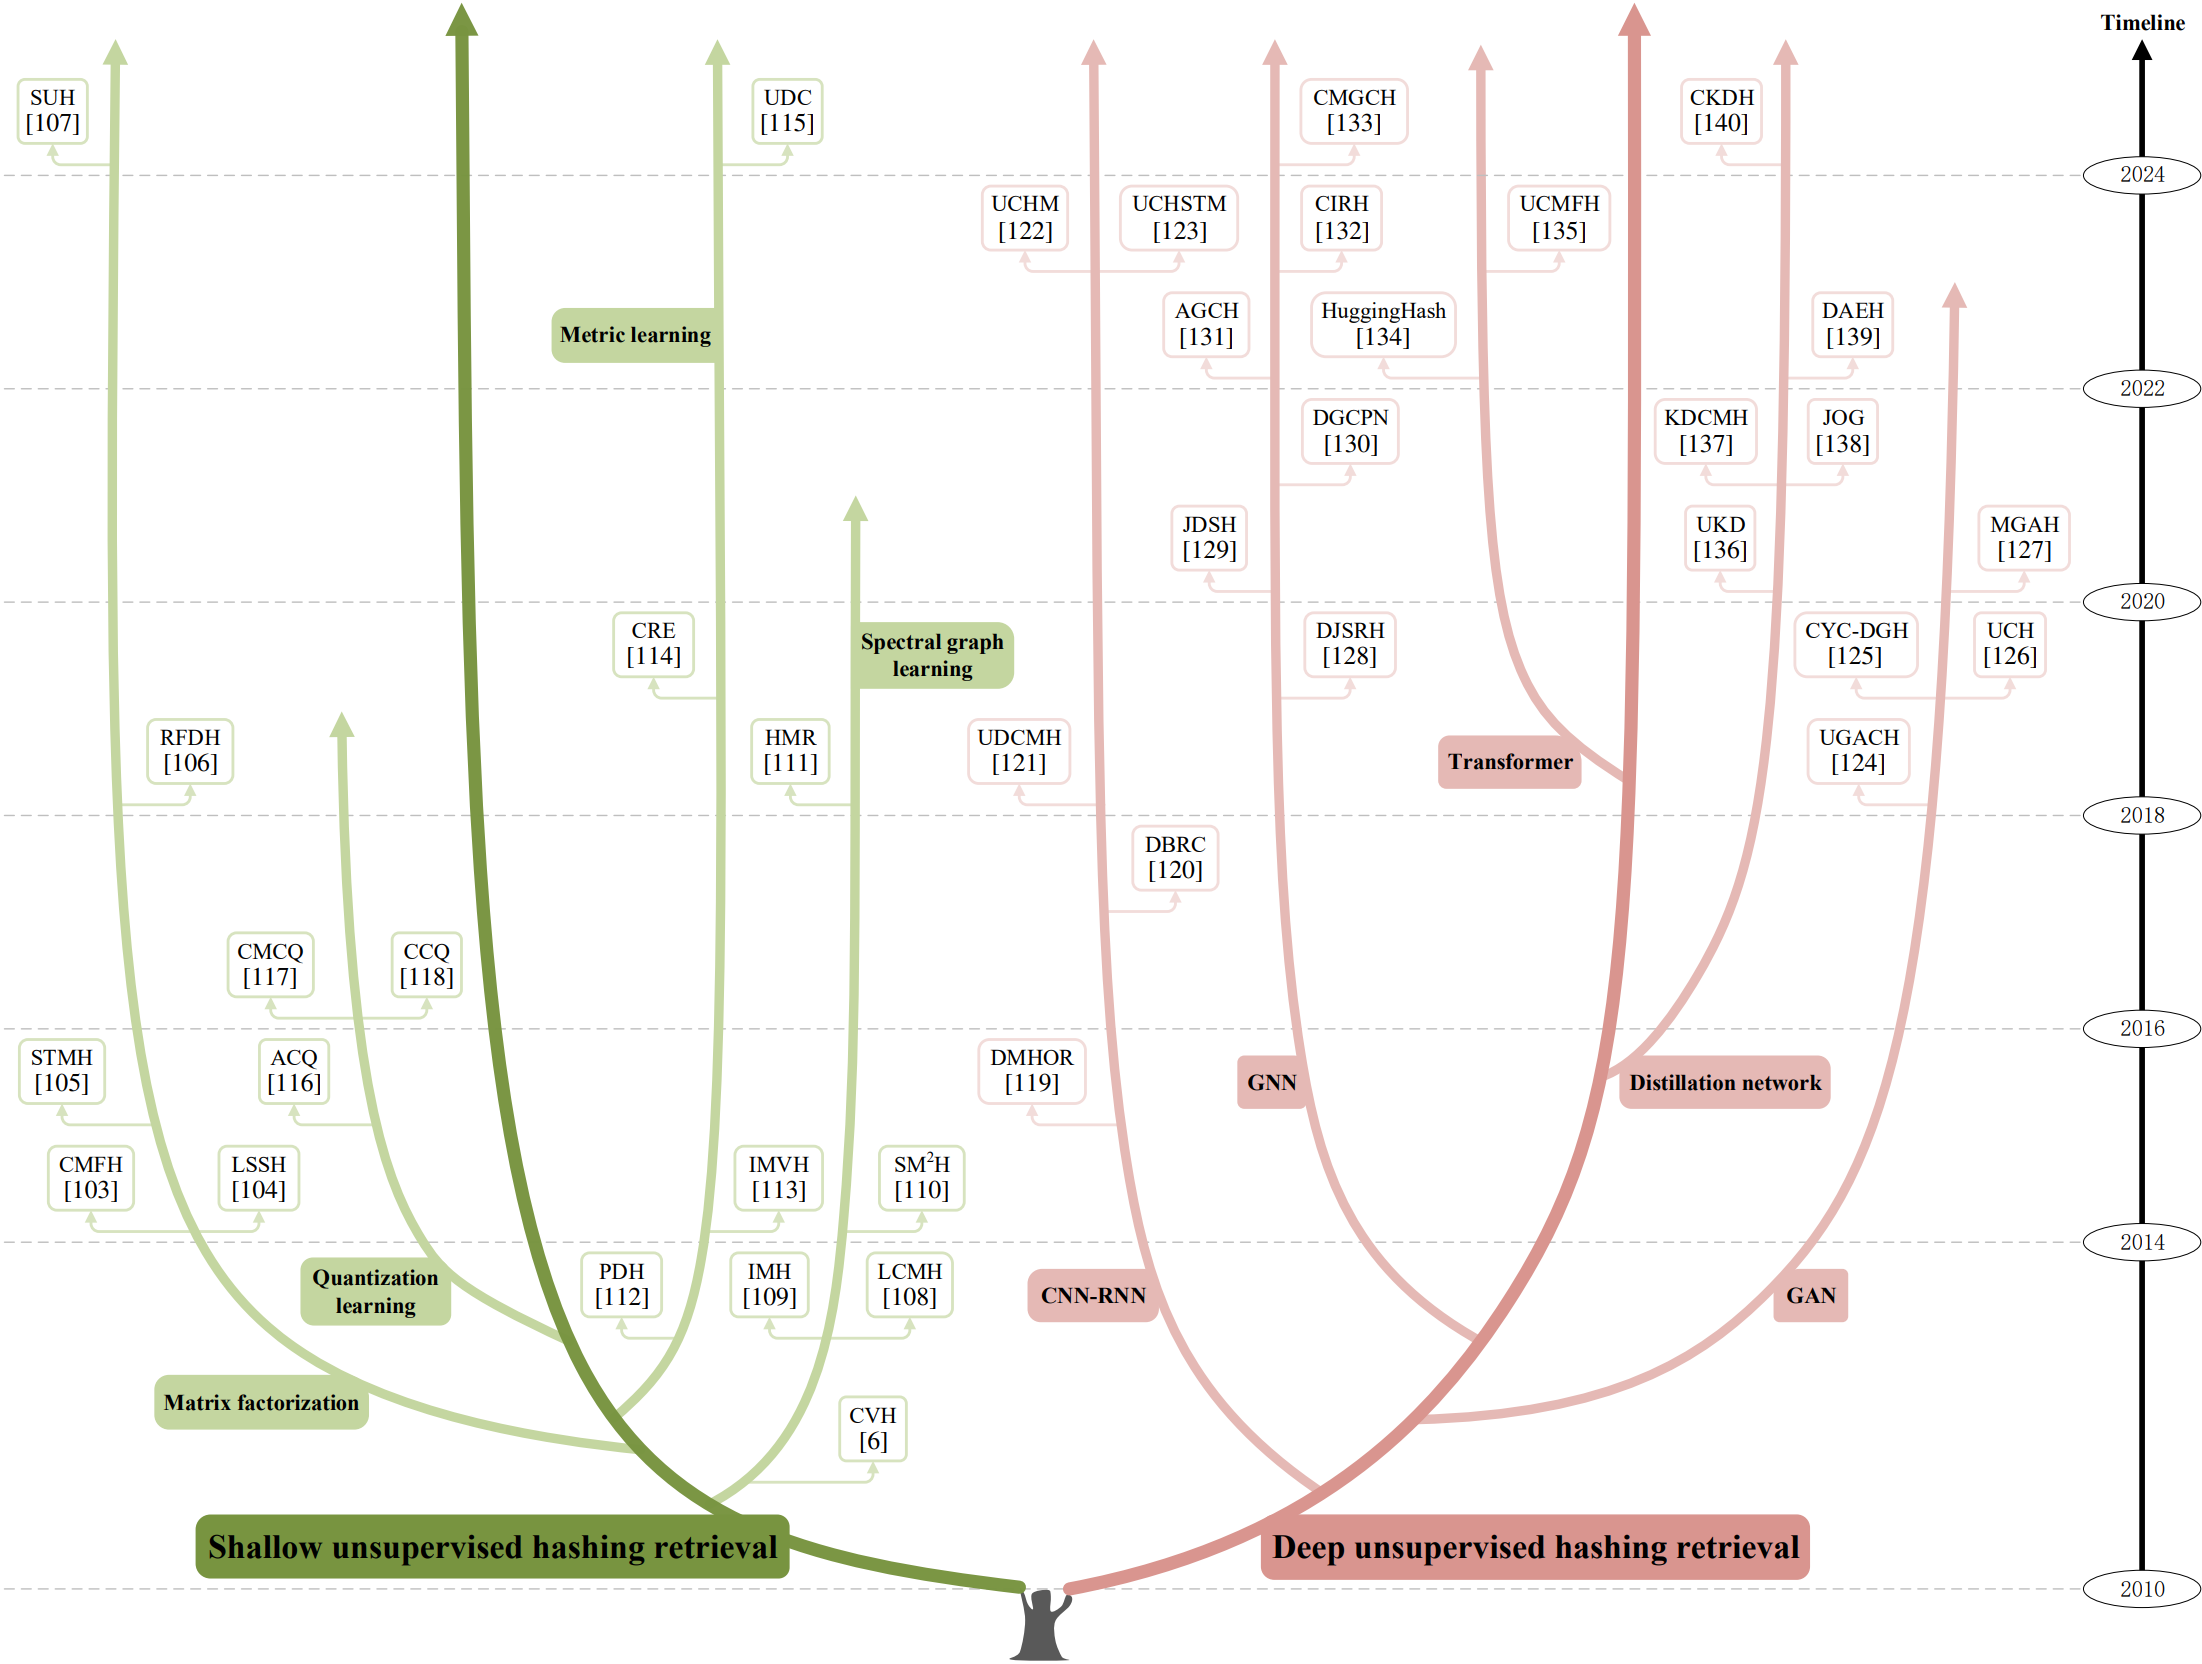 Timeline
SUH
[107]
UDC
[115]
CMGCH
[133]
CKDH
[140]
2024
UCHM
[122]
UCHSTM
[123]
CIRH
[132]
UCMFH
[135]
Metric learning
AGCH
[131]
HuggingHash
[134]
DAEH
[139]
2022
DGCPN
[130]
KDCMH
[137]
JOG
[138]
JDSH
[129]
UKD
[136]
MGAH
[127]
2020
CRE
[114]
Spectral graph
learning
DJSRH
[128]
CYC-DGH
[125]
UCH
[126]
RFDH
[106]
HMR
[111]
UDCMH
[121]
Transformer
UGACH
[124]
2018
DBRC
[120]
CMCQ
[117]
CCQ
[118]
2016
STMH
[105]
ACQ
[116]
DMHOR
[119]
GNN
Distillation network
CMFH
[103]
LSSH
[104]
IMVH
[113]
SM²H
[110]
2014
Quantization
learning
PDH
[112]
IMH
[109]
LCMH
[108]
CNN-RNN
GAN
Matrix factorization
CVH
[6]
Shallow unsupervised hashing retrieval
Deep unsupervised hashing retrieval
2010